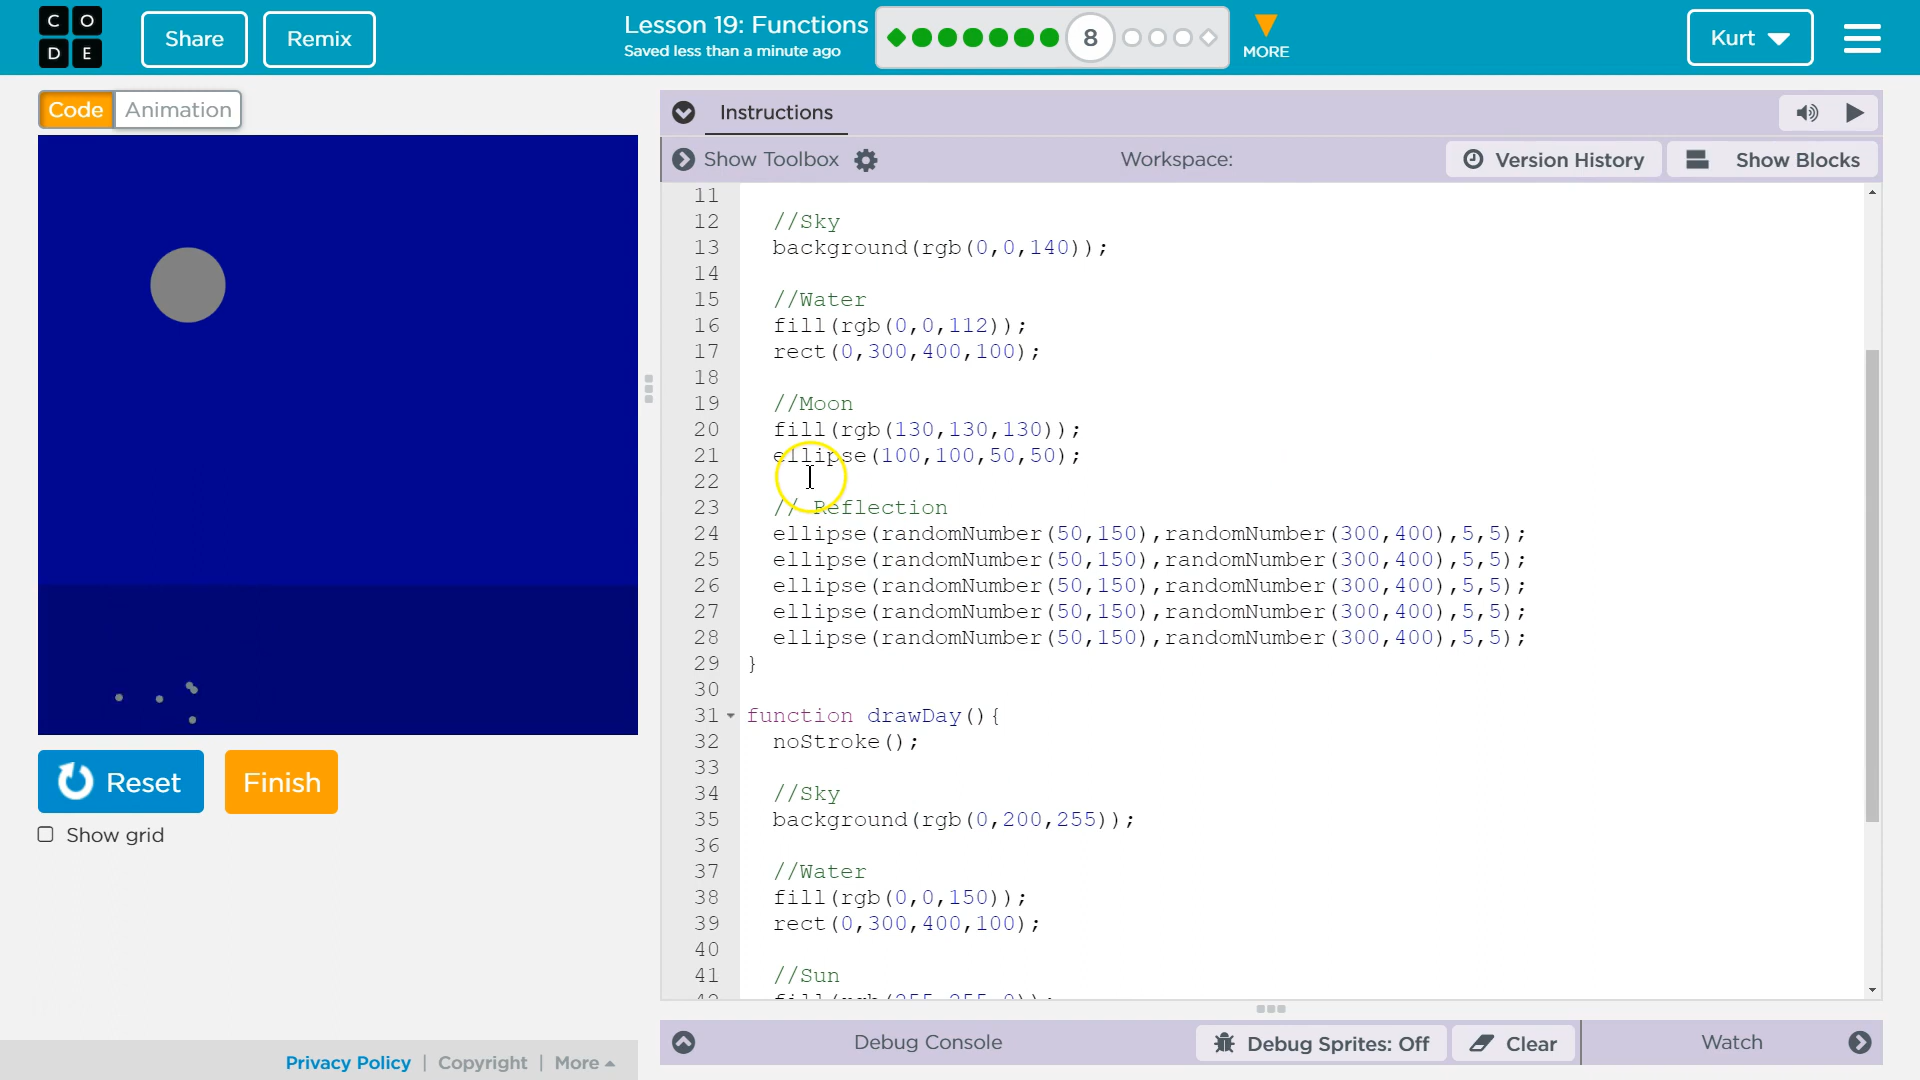 C O
D E
Share
Remix
Lesson 19: Functions
Saved less than a minute ago
8
MORE
Kurt
Code
Animation
Instructions
Show Toolbox
Workspace:
Version History
Show Blocks
11
12 //Sky
13 background(rgb(0,0,140));
14
15 //Water
16 fill(rgb(0,0,112));
17 rect(0,300,400,100);
18
19 //Moon
20 fill(rgb(130,130,130));
21 ellipse(100,100,50,50);
22
23 // Reflection
24 ellipse(randomNumber(50,150),randomNumber(300,400),5,5);
25 ellipse(randomNumber(50,150),randomNumber(300,400),5,5);
26 ellipse(randomNumber(50,150),randomNumber(300,400),5,5);
27 ellipse(randomNumber(50,150),randomNumber(300,400),5,5);
28 ellipse(randomNumber(50,150),randomNumber(300,400),5,5);
29 }
30
31 function drawDay(){
32 noStroke();
33
34 //Sky
35 background(rgb(0,200,255));
36
37 //Water
38 fill(rgb(0,0,150));
39 rect(0,300,400,100);
40
41 //Sun
Reset
Finish
Show grid
Privacy Policy | Copyright | More
Debug Console
Debug Sprites: Off
Clear
Watch